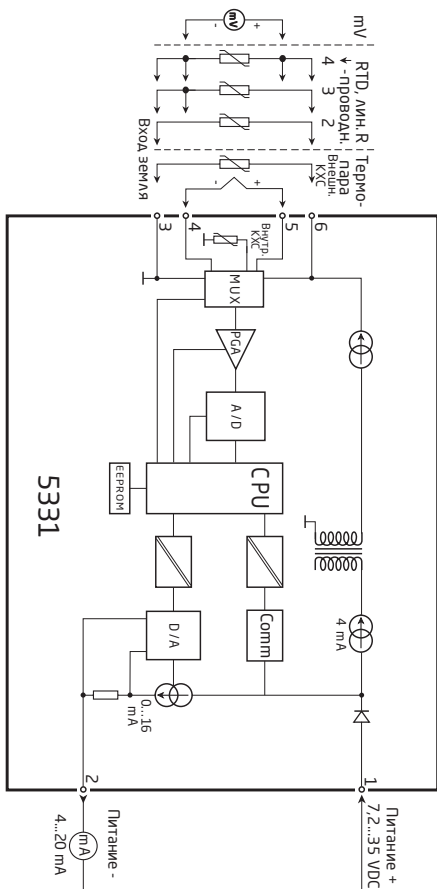 mV
- mV +
RTD, лин. R
- проводн.
4 3 2
Термо-
пара
Внешн.
КХС
Вход земля
- +
3 4 5 6
Внутр.
КХС
MUX
PGA
A/D
CPU
EEPROM
5331
D/A
Comm
4 mA
0...16
mA
2
1
Питание -
4...20 mA
mA
Питание +
7,2...35 VDC